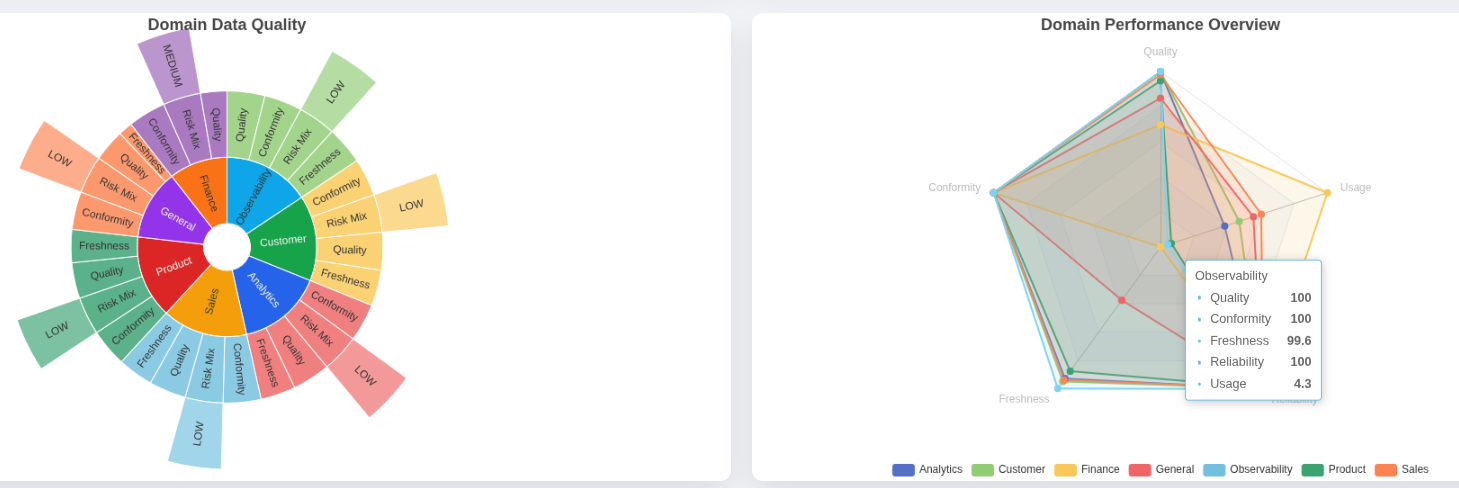 Domain Data Quality
MEDIUM
LOW
LOW
LOW
LOW
LOW
LOW
Quality
Conformity
Risk Mix
Freshness
Conformity
Risk Mix
Quality
Freshness
Conformity
Risk Mix
Quality
Freshness
Conformity
Risk Mix
Quality
Freshness
Conformity
Risk Mix
Quality
Freshness
Conformity
Risk Mix
Quality
Freshness
Conformity
Risk Mix
Quality
Observability
Customer
Analytics
Sales
Product
General
Finance
Domain Performance Overview
Quality
Usage
Conformity
Freshness
Reliability
Observability
Quality 100
Conformity 100
Freshness 99.6
Reliability 100
Usage 4.3
Analytics Customer Finance General Observability Product Sales